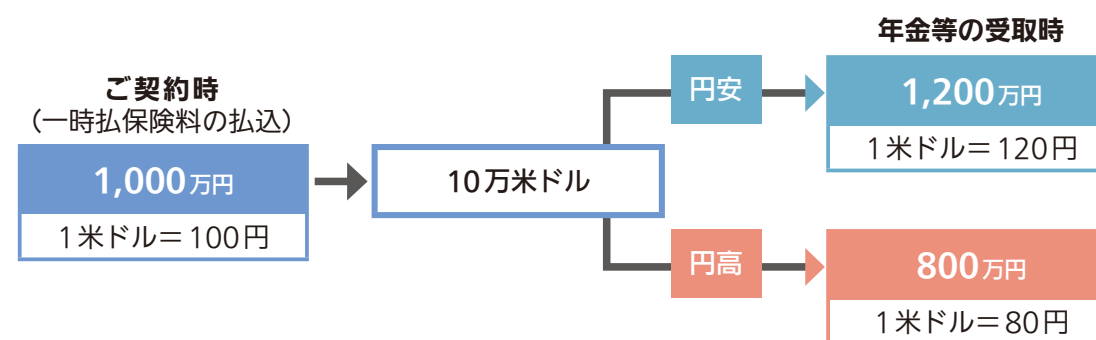 ご契約時
（一時払保険料の払込）
1,000万円
1米ドル＝100円
10万米ドル
円安
年金等の受取時
1,200万円
1米ドル＝120円
円高
800万円
1米ドル＝80円